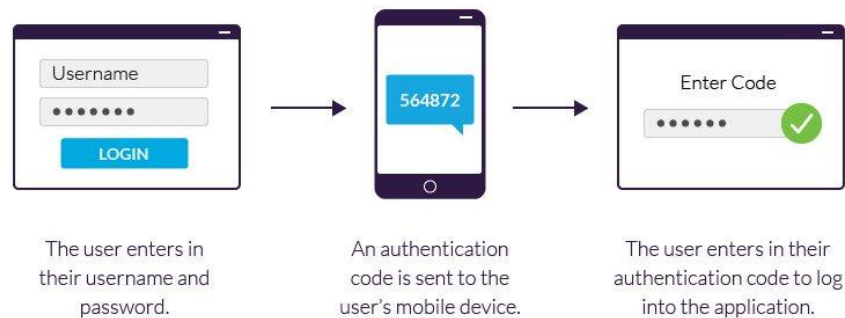 Username
LOGIN
564872
Enter Code
The user enters in
their username and
password.
An authentication
code is sent to the
user's mobile device.
The user enters in their
authentication code to log
into the application.